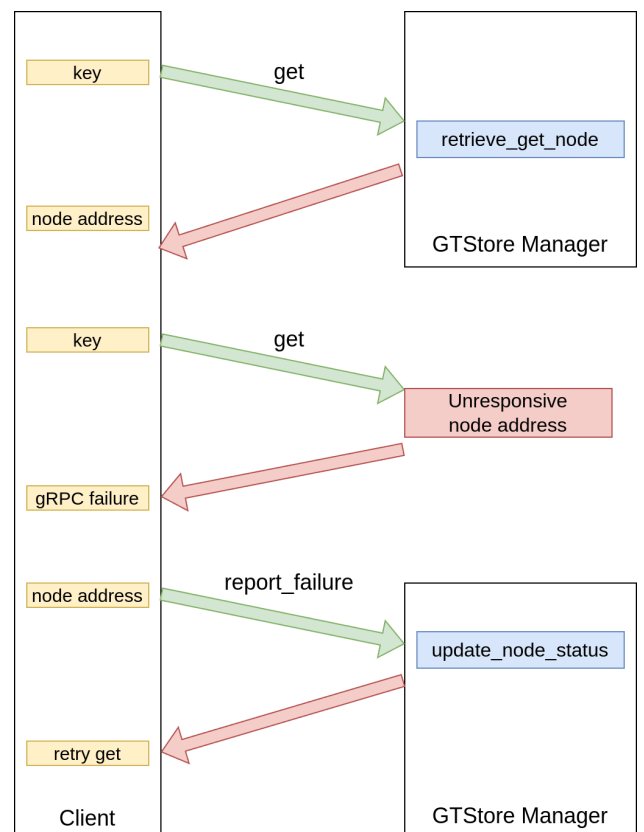 key
get
retrieve_get_node
node address
GTStore Manager
key
get
Unresponsive
node address
gRPC failure
node address
report_failure
update_node_status
retry get
Client
GTStore Manager